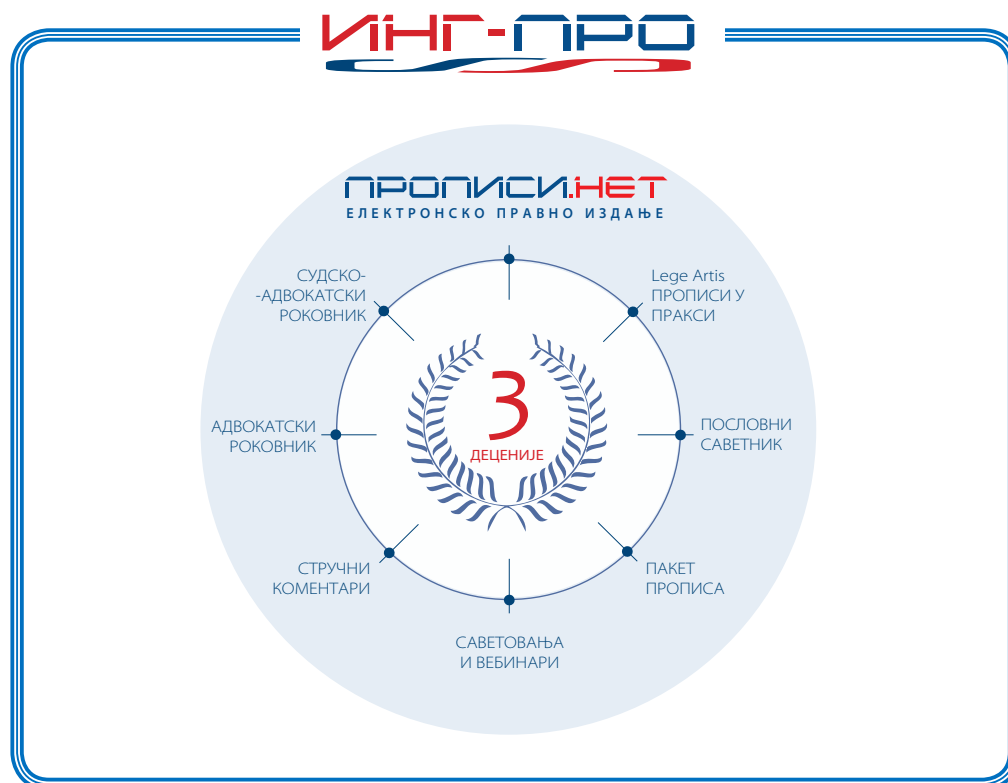 ИНГ-ПРО
ПРОПИСИ.НЕТ
ЕЛЕКТРОНСКО ПРАВНО ИЗДАЊЕ
СУДСКО-
-АДВОКАТСКИ
РОКОВНИК
Lege Artis
ПРОПИСИ У
ПРАКСИ
АДВОКАТСКИ
РОКОВНИК
3
ДЕЦЕНИЈЕ
ПОСЛОВНИ
САВЕТНИК
СТРУЧНИ
КОМЕНТАРИ
ПАКЕТ
ПРОПИСА
САВЕТОВАЊА
И ВЕБИНАРИ